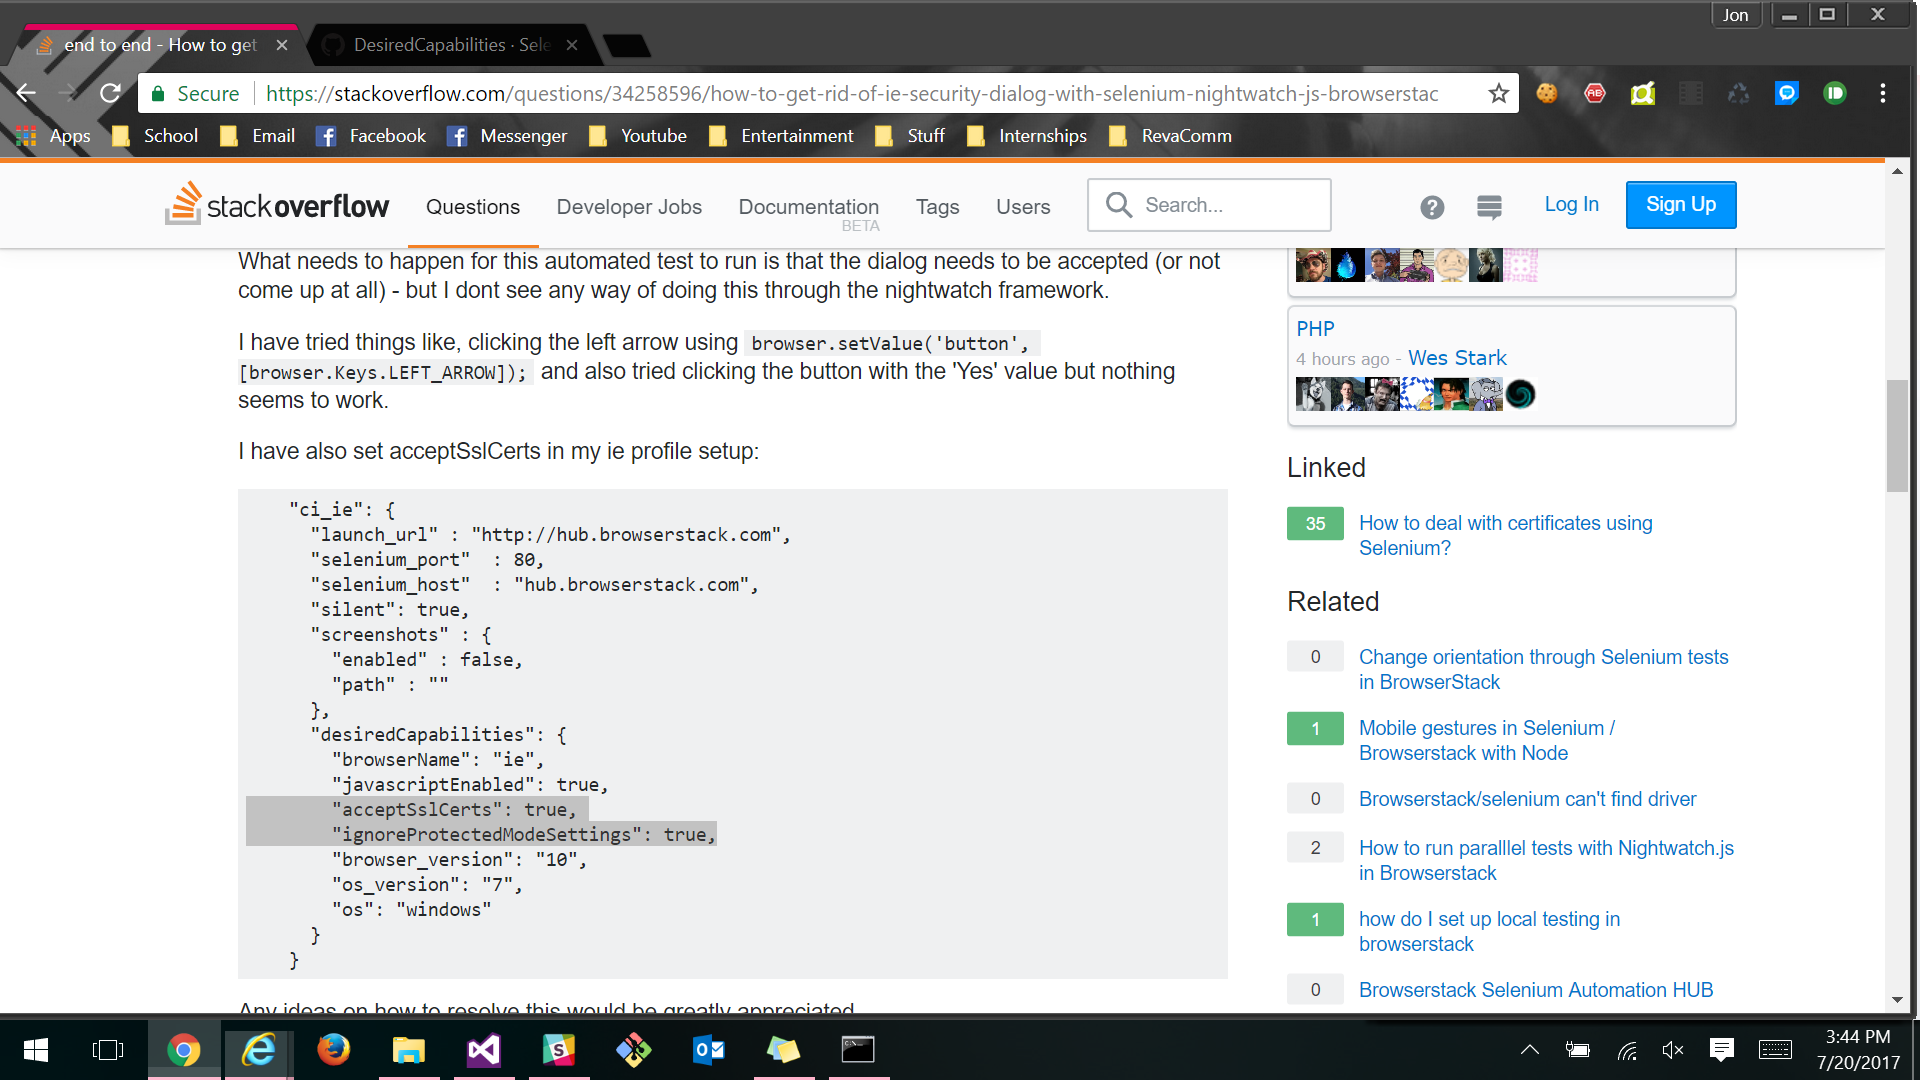 Jon
end to end - How to get
DesiredCapabilities · Sele
Secure https://stackoverflow.com/questions/34258596/how-to-get-rid-of-ie-security-dialog-with-selenium-nightwatch-js-browserstac
Apps School Email Facebook Messenger Youtube Entertainment Stuff Internships RevaComm
stackoverflow Questions Developer Jobs Documentation Tags Users Search... Log In Sign Up
BETA
What needs to happen for this automated test to run is that the dialog needs to be accepted (or not
come up at all) - but I dont see any way of doing this through the nightwatch framework.
I have tried things like, clicking the left arrow using browser.setValue('button',
[browser.Keys.LEFT_ARROW]); and also tried clicking the button with the 'Yes' value but nothing
seems to work.
I have also set acceptSslCerts in my ie profile setup:
"ci_ie": {
"launch_url" : "http://hub.browserstack.com",
"selenium_port"  : 80,
"selenium_host"  : "hub.browserstack.com",
"silent": true,
"screenshots" : {
"enabled" : false,
"path" : ""
},
"desiredCapabilities": {
"browserName": "ie",
"javascriptEnabled": true,
"acceptSslCerts": true,
"ignoreProtectedModeSettings": true,
"browser_version": "10",
"os_version": "7",
"os": "windows"
}
}
Any ideas on how to resolve this would be greatly appreciated
PHP
4 hours ago - Wes Stark
Linked
35 How to deal with certificates using
Selenium?
Related
0 Change orientation through Selenium tests
in BrowserStack
1 Mobile gestures in Selenium /
Browserstack with Node
0 Browserstack/selenium can't find driver
2 How to run paralllel tests with Nightwatch.js
in Browserstack
1 how do I set up local testing in
browserstack
0 Browserstack Selenium Automation HUB
3:44 PM
7/20/2017